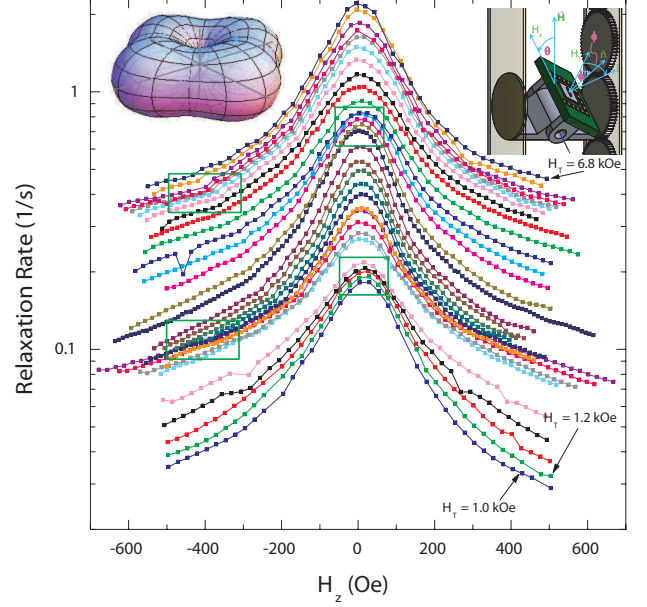 H_z
H
θ
Φ
1
H_T = 6.8 kOe
Relaxation Rate (1/s)
0.1
H_T = 1.2 kOe
H_T = 1.0 kOe
-600 -400 -200 0 200 400 600
H_z (Oe)